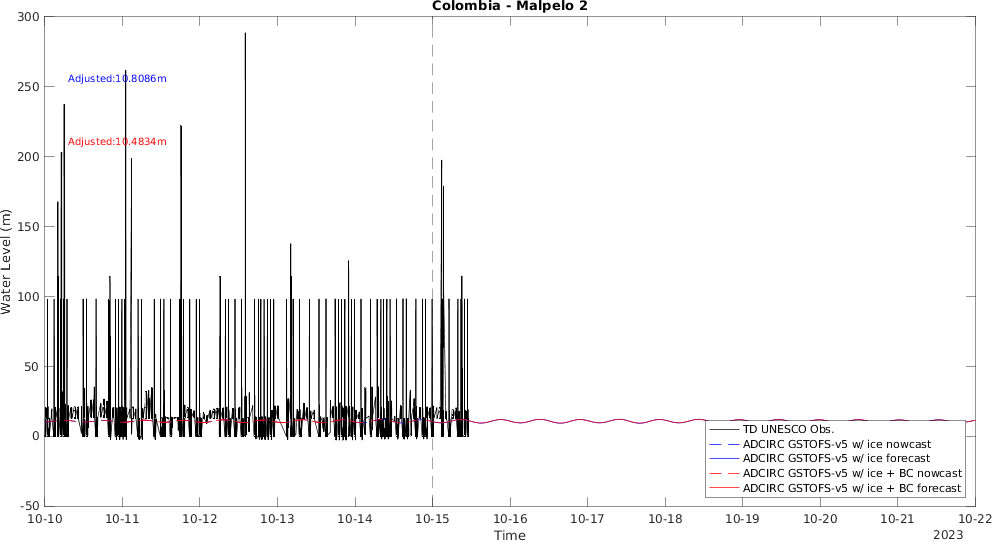 Colombia - Malpelo 2
300
250
200
150
100
50
0
-50
Water Level (m)
Adjusted:10.8086m
Adjusted:10.4834m
TD UNESCO Obs.
ADCIRC GSTOFS-v5 w/ ice nowcast
ADCIRC GSTOFS-v5 w/ ice forecast
ADCIRC GSTOFS-v5 w/ ice + BC nowcast
ADCIRC GSTOFS-v5 w/ ice + BC forecast
10-10 10-11 10-12 10-13 10-14 10-15 10-16 10-17 10-18 10-19 10-20 10-21 10-22
Time
2023